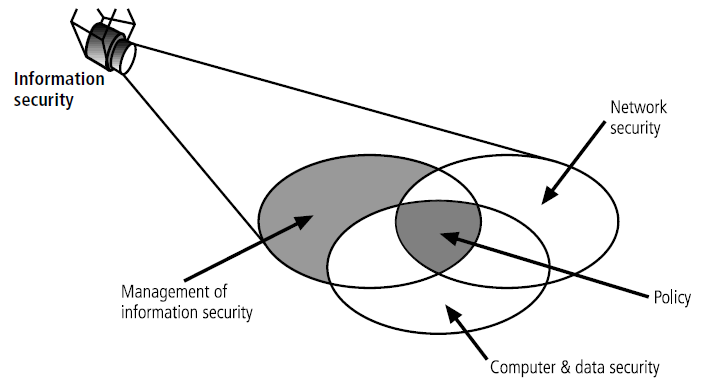 Information
security
Network
security
Management of
information security
Policy
Computer & data security